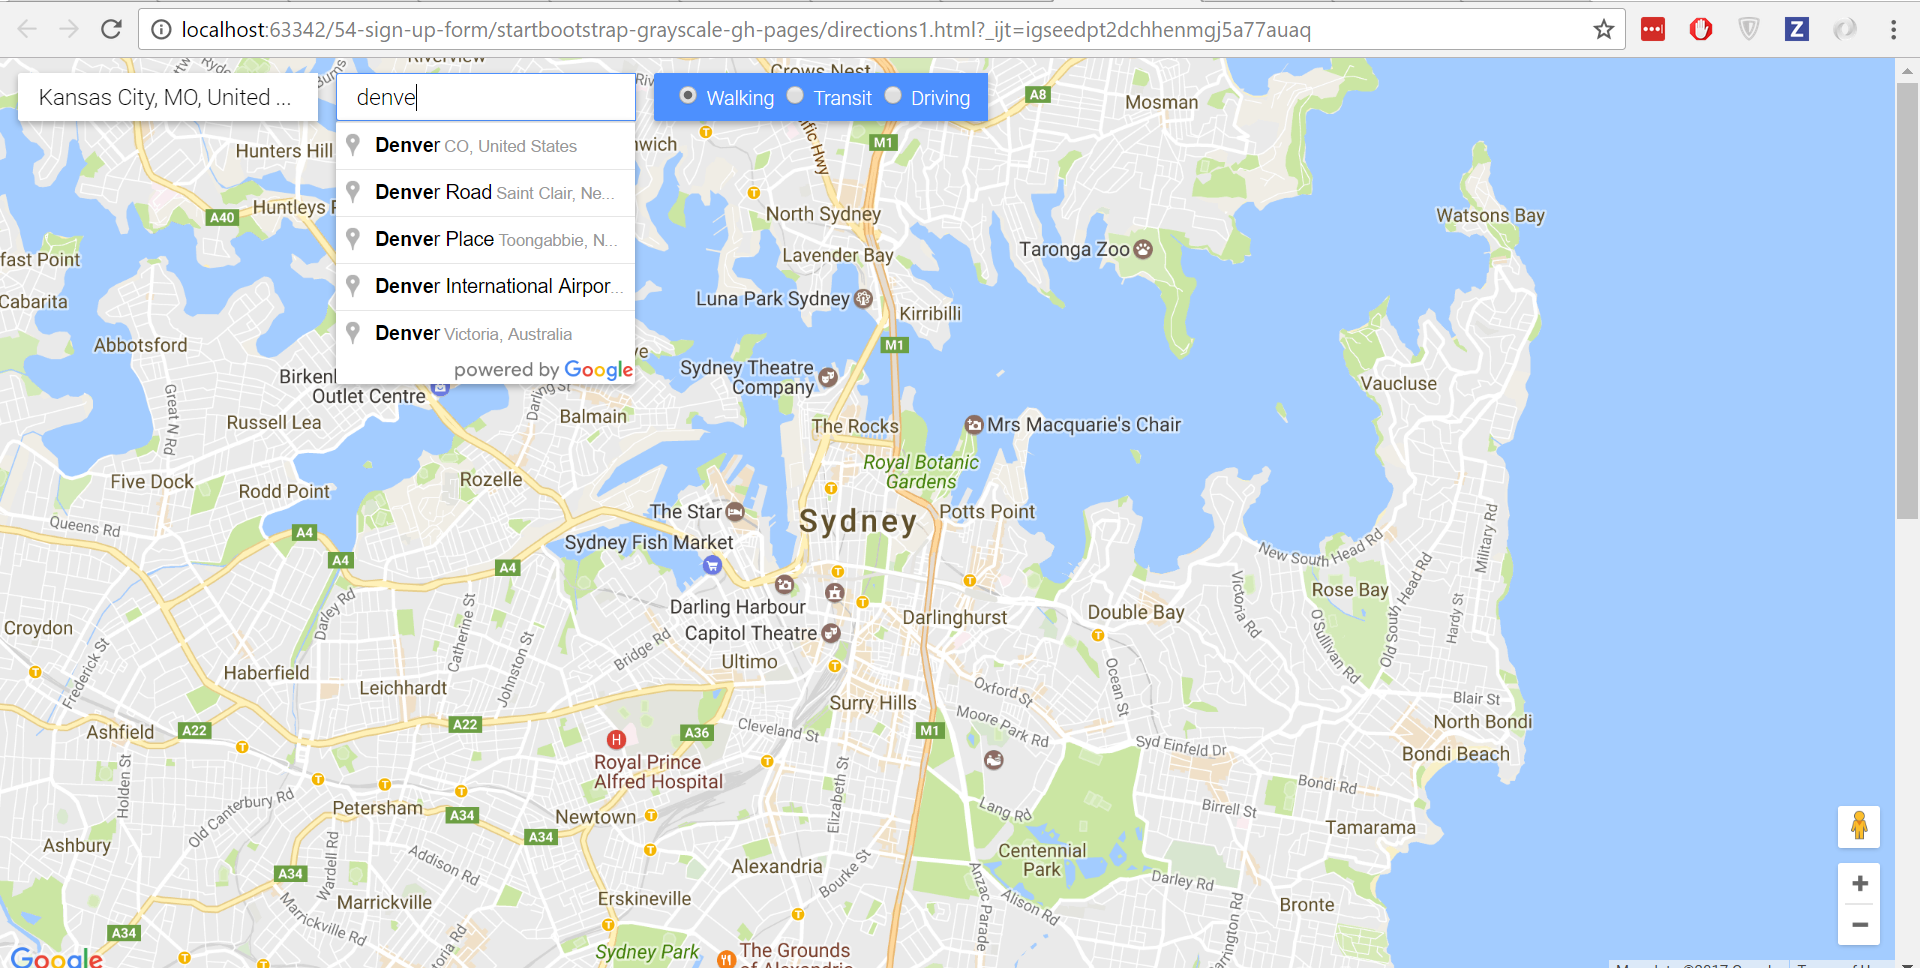 localhost:63342/54-sign-up-form/startbootstrap-grayscale-gh-pages/directions1.html?_ijt=igseedpt2dchhenmgj5a77auaq
Kansas City, MO, United ...
denve
Walking Transit Driving
Denver CO, United States
Denver Road Saint Clair, Ne...
Denver Place Toongabbie, N...
Denver International Airpor...
Denver Victoria, Australia
powered by Google
Crows Nest
A8
Mosman
M1
Hunters Hill
A40
North Sydney
Watsons Bay
Taronga Zoo
Lavender Bay
fast Point
Cabarita
Luna Park Sydney
Kirribilli
Abbotsford
M1
Sydney Theatre
Company
Vaucluse
Outlet Centre
Great N Rd
Darling St
Balmain
Russell Lea
The Rocks
Mrs Macquarie's Chair
Royal Botanic
Gardens
Five Dock
Rodd Point
Rozelle
The Star
Sydney
Potts Point
Queens Rd
A4
Sydney Fish Market
A4
A4
New South Head Rd
Military Rd
Rose Bay
Victoria Rd
Darling Harbour
Double Bay
Darlinghurst
Croydon
Darley Rd
Catherine St
Capitol Theatre
O'Sullivan Rd
Old South Head Rd
Hardy St
Frederick St
Johnston St
Bridge Rd
Ultimo
Haberfield
Leichhardt
Ocean St
Oxford St
Surry Hills
Blair St
A22
A22
A36
Cleveland St
M1
Moore Park Rd
North Bondi
Ashfield
Syd Einfeld Dr
Bondi Beach
H
Royal Prince
Alfred Hospital
Holden St
Old Canterbury Rd
Petersham
A34
Newtown
Elizabeth St
Lang Rd
Bondi Rd
Birrell St
A34
Tamarama
Ashbury
Addison Rd
Wardell Rd
Centennial
Park
A34
Alexandria
Bourke St
Darley Rd
Marrickville
Erskineville
Anzac Parade
Alison Rd
Bronte
A34
Marrickville Rd
Sydney Park
The Grounds
of Alexandria
Google